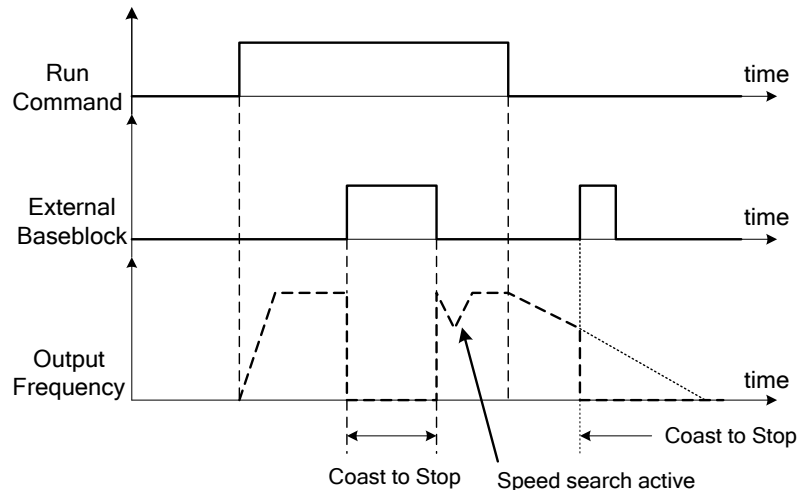 Run
Command
time
External
Baseblock
time
Output
Frequency
time
Coast to Stop
Coast to Stop
Speed search active